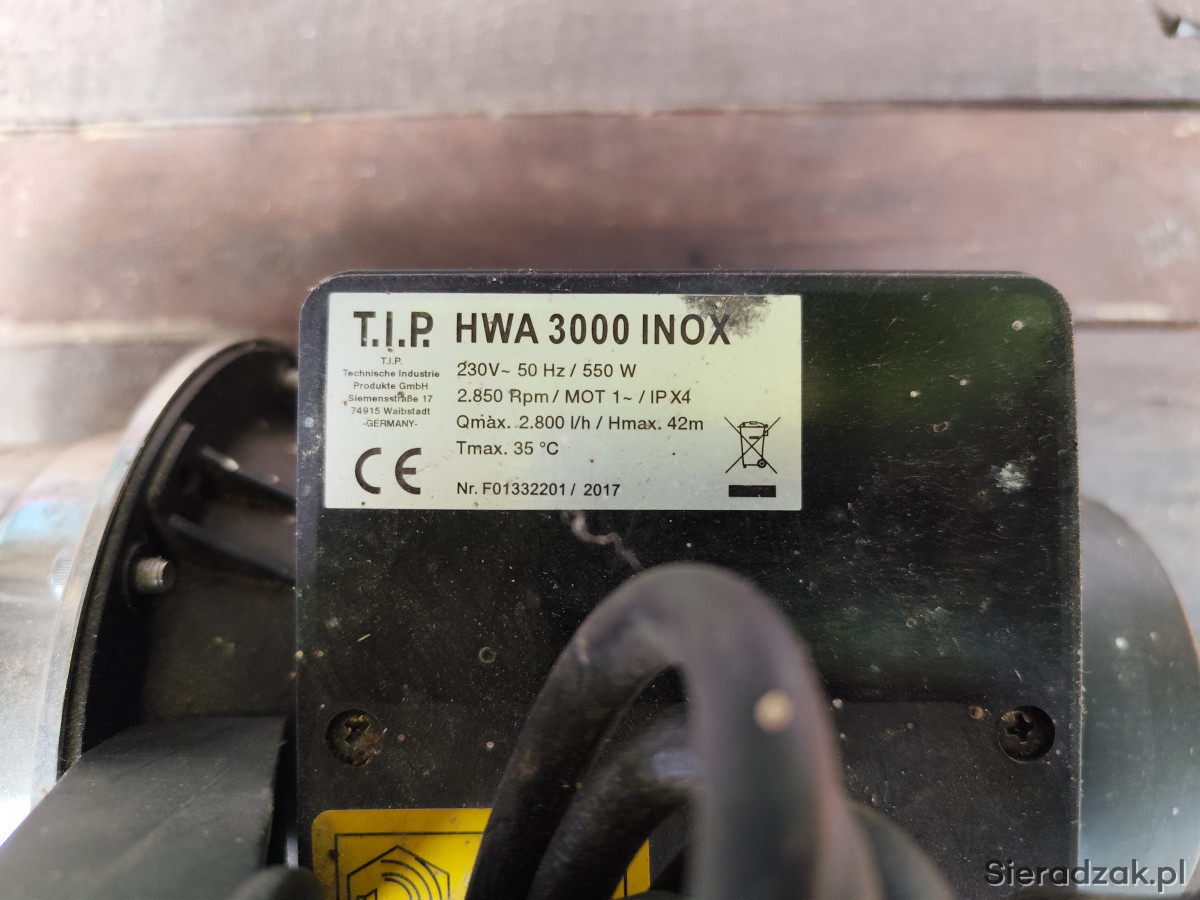 T.I.P. HWA 3000 INOX
T.I.P.
Technische Industrie
Produkte GmbH
Siemensstraße 17
74915 Waibstadt
-GERMANY-
230V~ 50 Hz / 550 W
2.850 Rpm / MOT 1~ / IP X4
Qmax. 2.800 l/h / Hmax. 42m
Tmax. 35 °C
CE
Nr. F01332201 / 2017
Sieradzak.pl